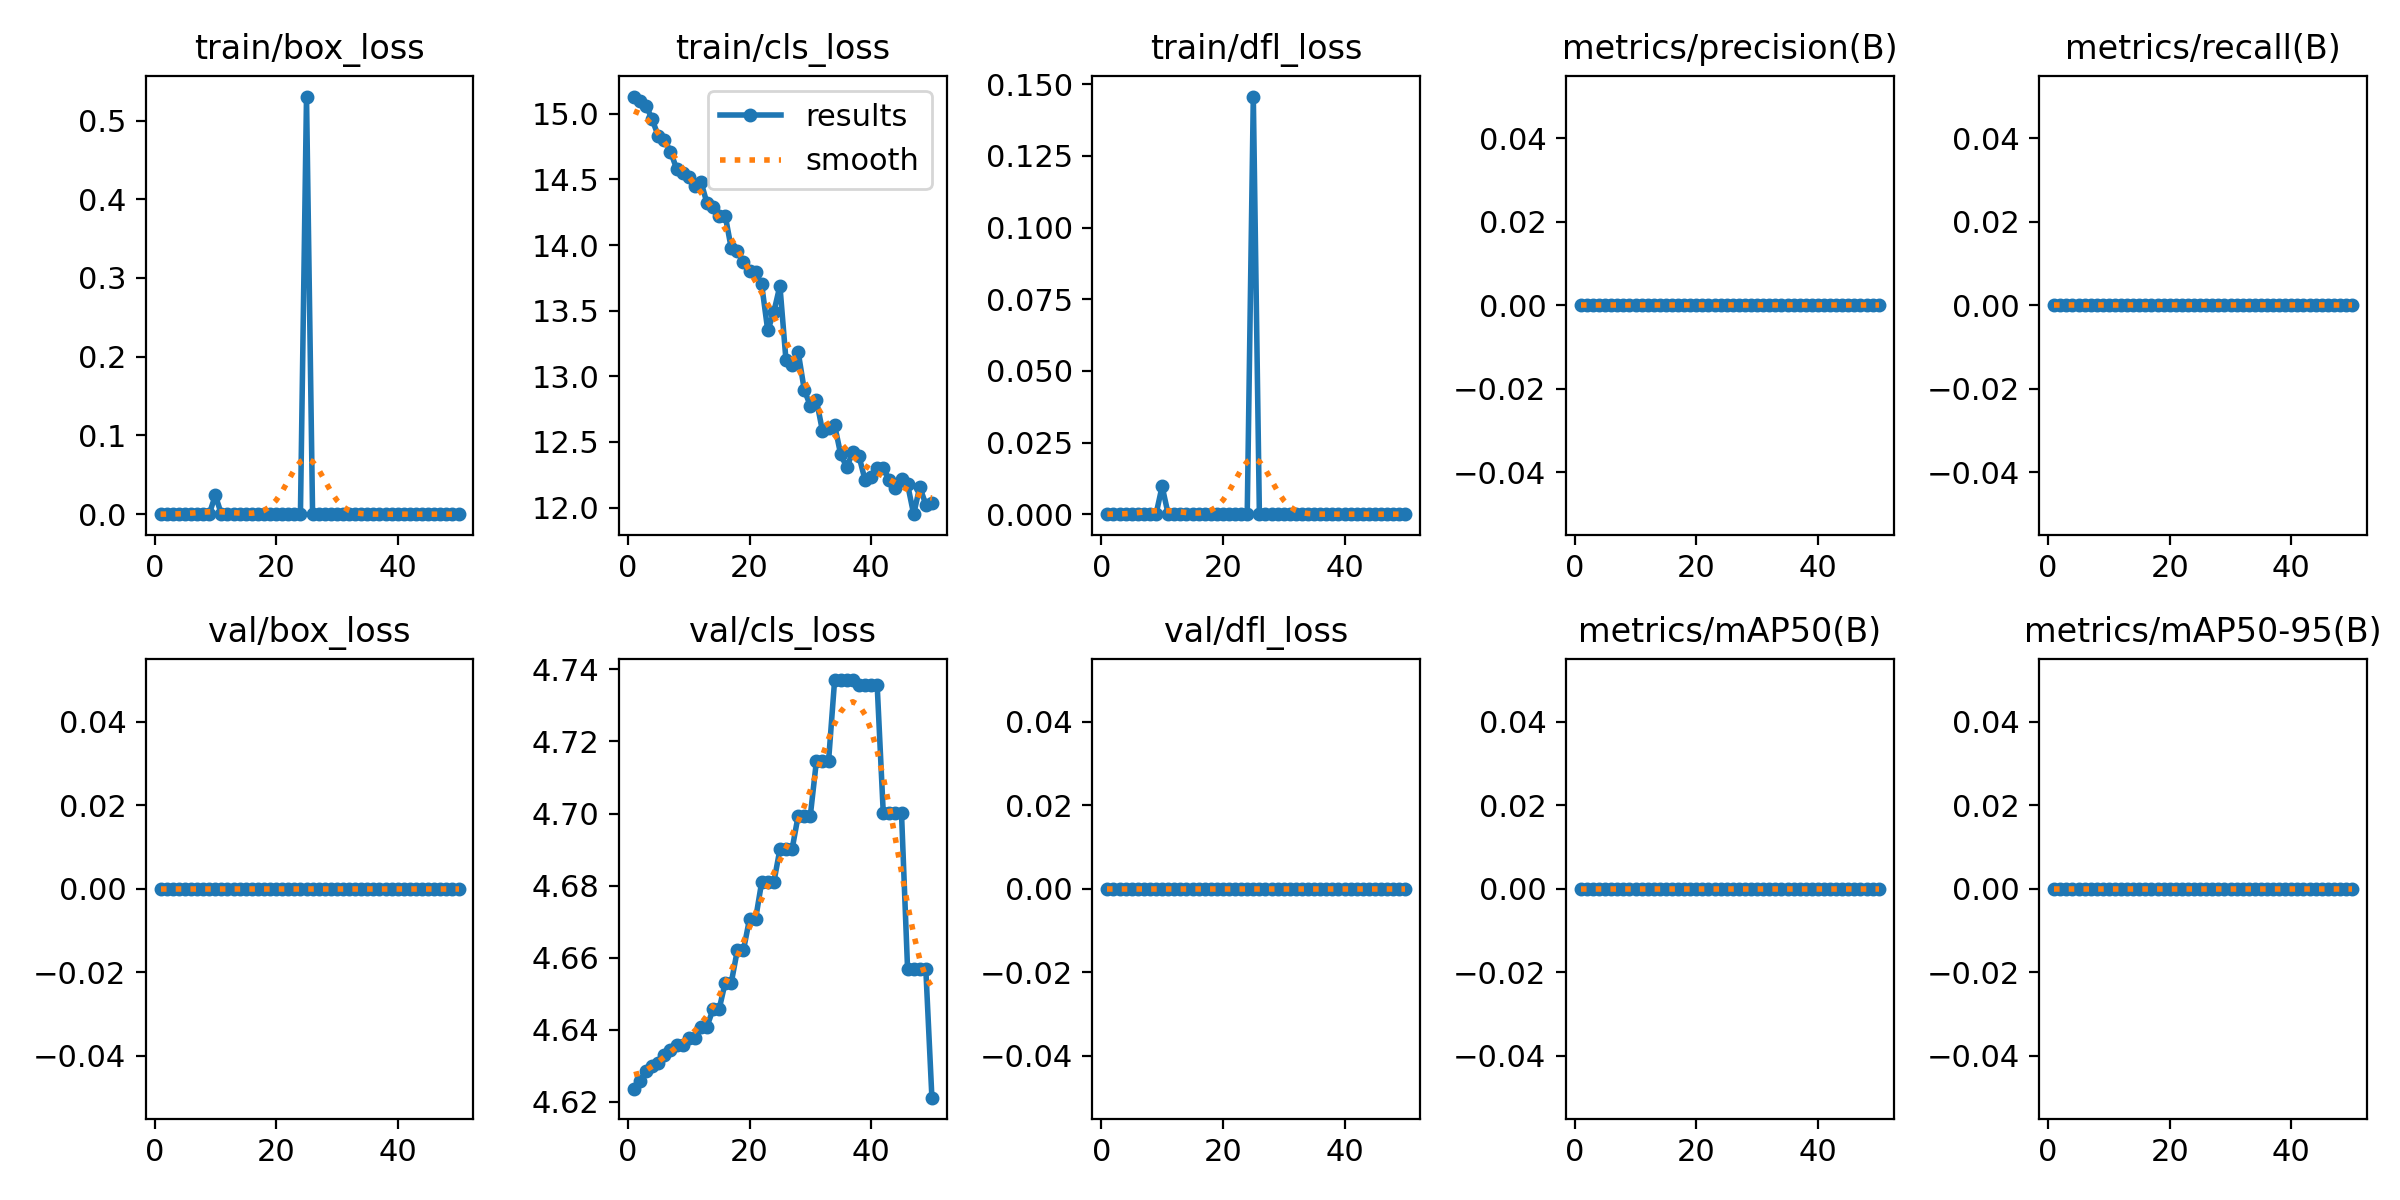 train/box_loss
0.5
0.4
0.3
0.2
0.1
0.0
0 20 40
train/cls_loss
15.0
14.5
14.0
13.5
13.0
12.5
12.0
results
smooth
0 20 40
train/dfl_loss
0.150
0.125
0.100
0.075
0.050
0.025
0.000
0 20 40
metrics/precision(B)
0.04
0.02
0.00
−0.02
−0.04
0 20 40
metrics/recall(B)
0.04
0.02
0.00
−0.02
−0.04
0 20 40
val/box_loss
0.04
0.02
0.00
−0.02
−0.04
0 20 40
val/cls_loss
4.74
4.72
4.70
4.68
4.66
4.64
4.62
0 20 40
val/dfl_loss
0.04
0.02
0.00
−0.02
−0.04
0 20 40
metrics/mAP50(B)
0.04
0.02
0.00
−0.02
−0.04
0 20 40
metrics/mAP50-95(B)
0.04
0.02
0.00
−0.02
−0.04
0 20 40